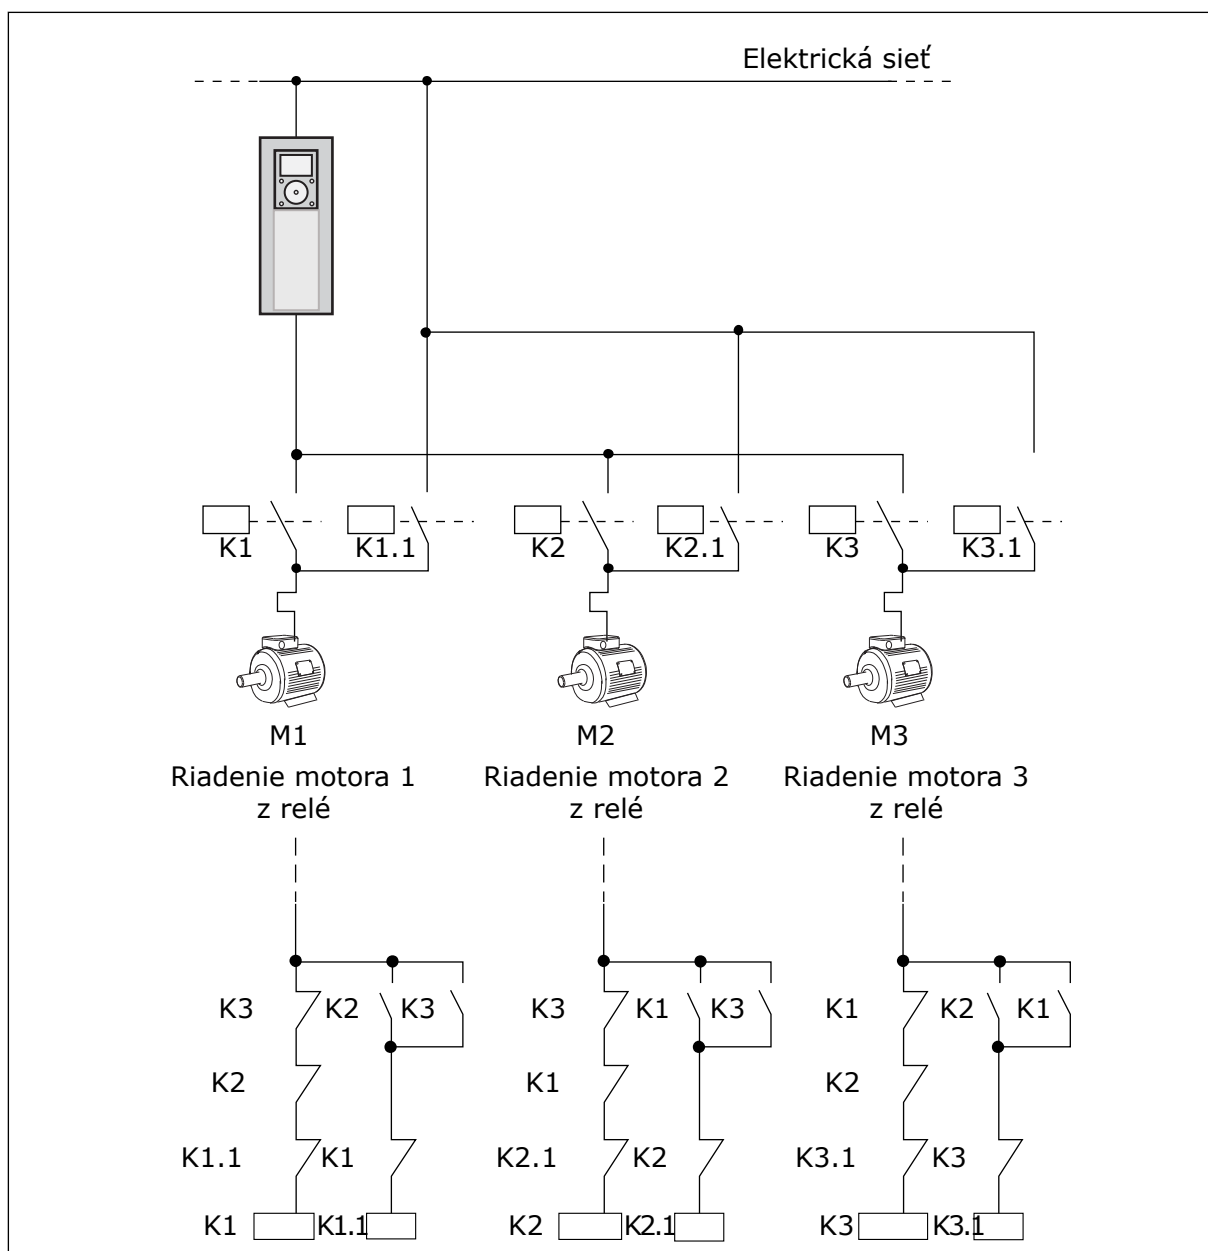 Elektrická sieť
K1 K1.1 K2 K2.1 K3 K3.1
M1 M2 M3
Riadenie motora 1 Riadenie motora 2 Riadenie motora 3
z relé z relé z relé
K3 K2 K3 K3 K1 K3 K1 K2 K1
K2 K1 K2
K1.1 K1 K2.1 K2 K3.1 K3
K1 K1.1 K2 K2.1 K3 K3.1